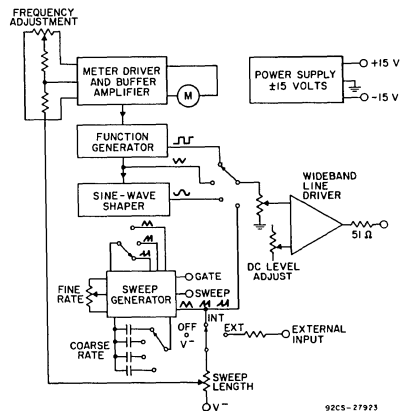 FREQUENCY
ADJUSTMENT
METER DRIVER
AND BUFFER
AMPLIFIER
M
POWER SUPPLY
±15 VOLTS
+15 V
-15 V
FUNCTION
GENERATOR
SINE-WAVE
SHAPER
WIDEBAND
LINE
DRIVER
51 Ω
DC LEVEL
ADJUST
FINE
RATE
SWEEP
GENERATOR
GATE
SWEEP
INT
OFF
V-
EXT
EXTERNAL
INPUT
COARSE
RATE
SWEEP
LENGTH
V-
92CS-27923